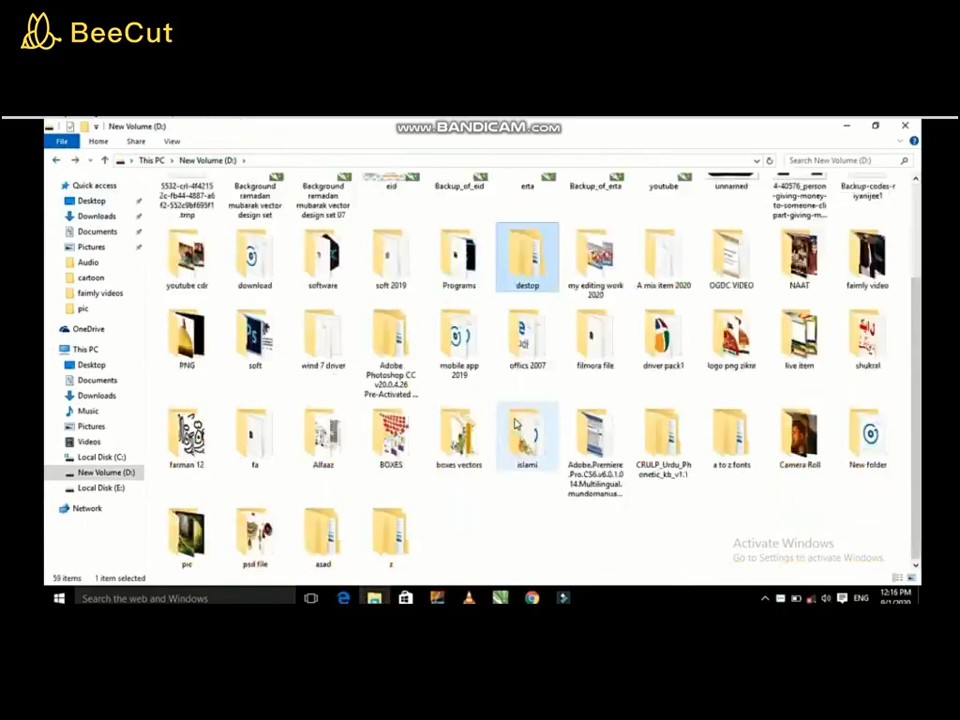 BeeCut
New Volume (D:)
www.BANDICAM.com
File Home Share View
This PC New Volume (D:)
Search New Volume (D:)
Quick access
Desktop
Downloads
Documents
Pictures
Audio
cartoon
faimly videos
pic
OneDrive
This PC
Desktop
Documents
Downloads
Music
Pictures
Videos
Local Disk (C:)
New Volume (D:)
Local Disk (E:)
Network
5532-crl-4f4215
2c-fb44-4887-a6
f2-552c9bf695f1
.tmp
Background
ramadan
mubarak vector
design set
Background
ramadan
mubarak vector
design set 07
eid
Backup_of_eid
erta
Backup_of_erta
youtube
unnamed
4-40576_person
-giving-money-
to-someone-cli
part-giving-m...
Backup-codes-r
iyanijee1
youtube cdr
download
software
soft 2019
Programs
destop
my editing work
2020
A mix item 2020
OGDC VIDEO
NAAT
faimly video
PNG
soft
wind 7 driver
Adobe
Photoshop CC
v20.0.4.26
Pre-Activated ...
mobile app
2019
offics 2007
filmora file
driver pack1
logo png zikre
live item
shukral
farman 12
fa
Alfaaz
BOXES
boxes vectors
islami
Adobe.Premiere
.Pro.CS6.v6.0.1.0
14.Multilingual.
mundomanua...
CRULP_Urdu_Ph
onetic_kb_v1.1
a to z fonts
Camera Roll
New folder
pic
psd file
asad
z
Activate Windows
Go to Settings to activate Windows.
59 items 1 item selected
Search the web and Windows
ENG
12:16 PM
9/1/2020